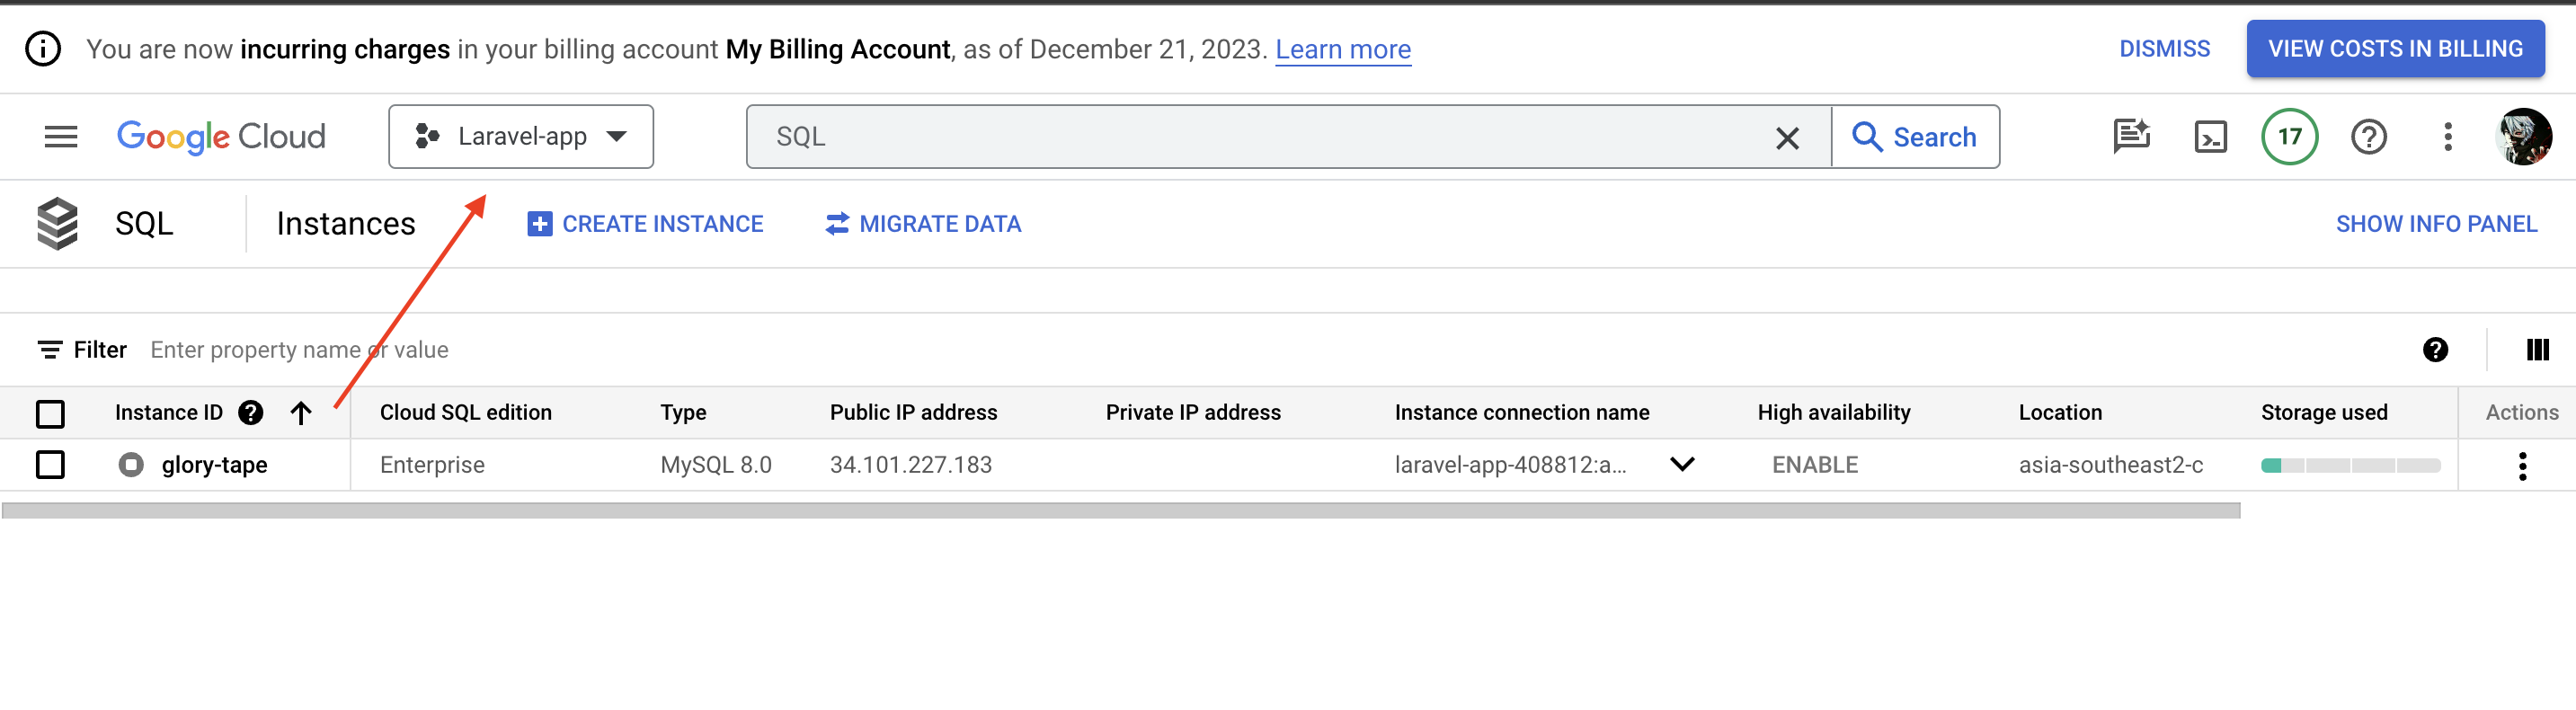 You are now incurring charges in your billing account My Billing Account, as of December 21, 2023. Learn more
DISMISS
VIEW COSTS IN BILLING
Google Cloud
Laravel-app
SQL
Search
17
SQL
Instances
CREATE INSTANCE
MIGRATE DATA
SHOW INFO PANEL
Filter Enter property name or value
Instance ID Cloud SQL edition Type Public IP address Private IP address Instance connection name High availability Location Storage used Actions
glory-tape Enterprise MySQL 8.0 34.101.227.183 laravel-app-408812:a... ENABLE asia-southeast2-c